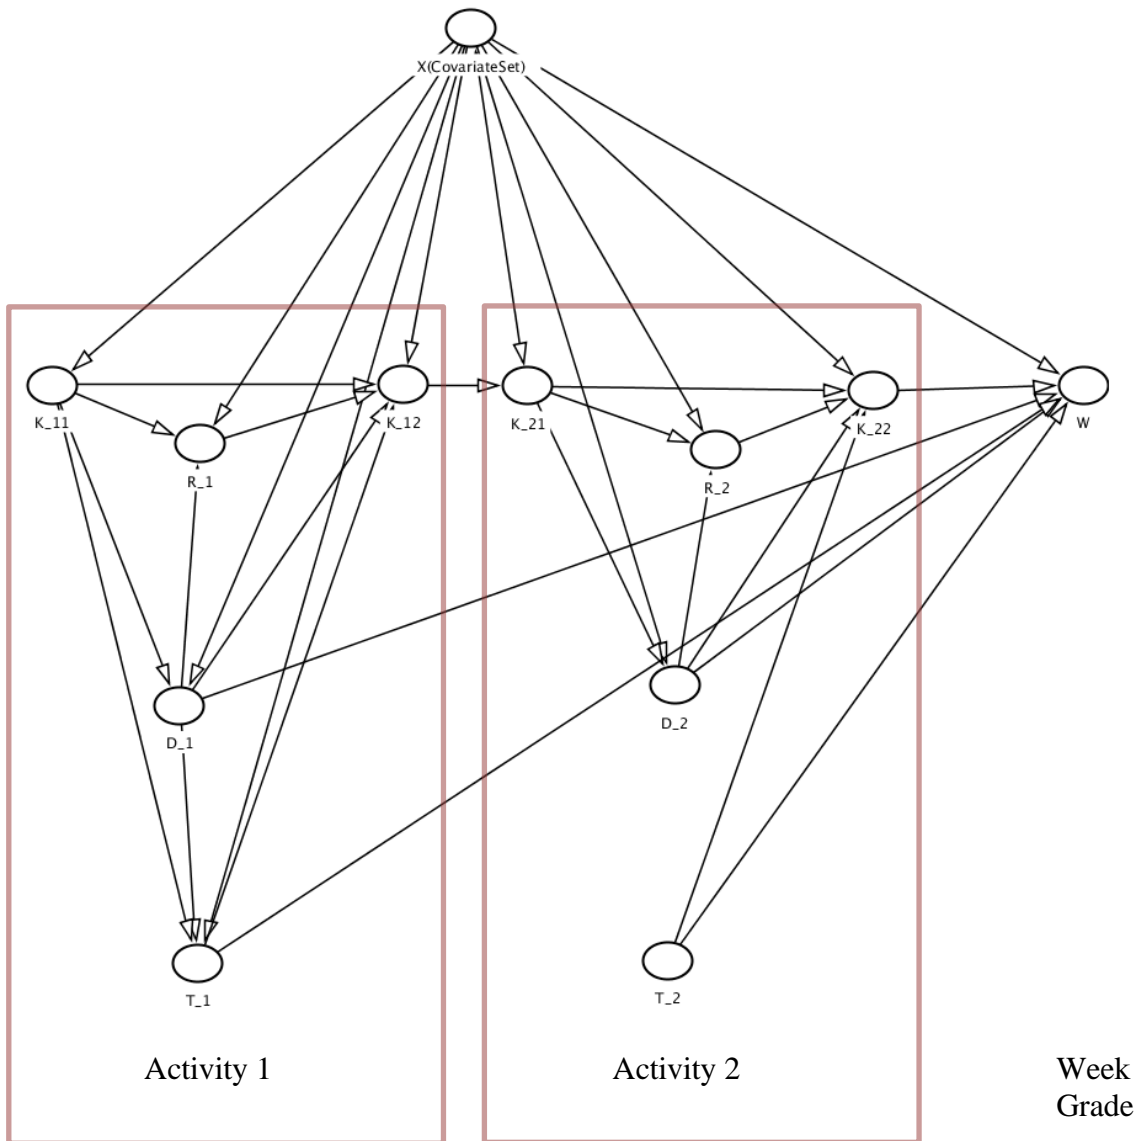 X(CovariateSet)
K_11
R_1
K_12
K_21
R_2
K_22
W
D_1
D_2
T_1
T_2
Activity 1
Activity 2
Week
Grade